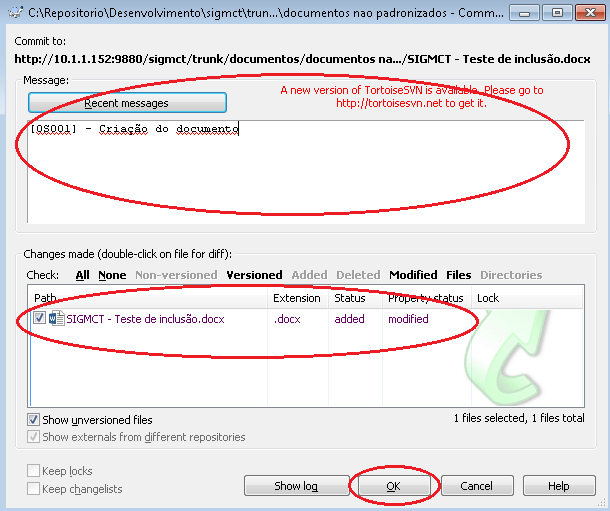 C:\Repositorio\Desenvolvimento\sigmct\trun...\documentos nao padronizados - Comm...
Commit to:
http://10.1.1.152:9880/sigmct/trunk/documentos/documentos na.../SIGMCT - Teste de inclusão.docx
Message:
Recent messages
A new version of TortoiseSVN is available. Please go to
http://tortoisesvn.net to get it.
[OS001] - Criação do documento
Changes made (double-click on file for diff):
Check: All None Non-versioned Versioned Added Deleted Modified Files Directories
Path Extension Status Property status Lock
SIGMCT - Teste de inclusão.docx .docx added modified
Show unversioned files
1 files selected, 1 files total
Show externals from different repositories
Keep locks
Keep changelists
Show log OK Cancel Help